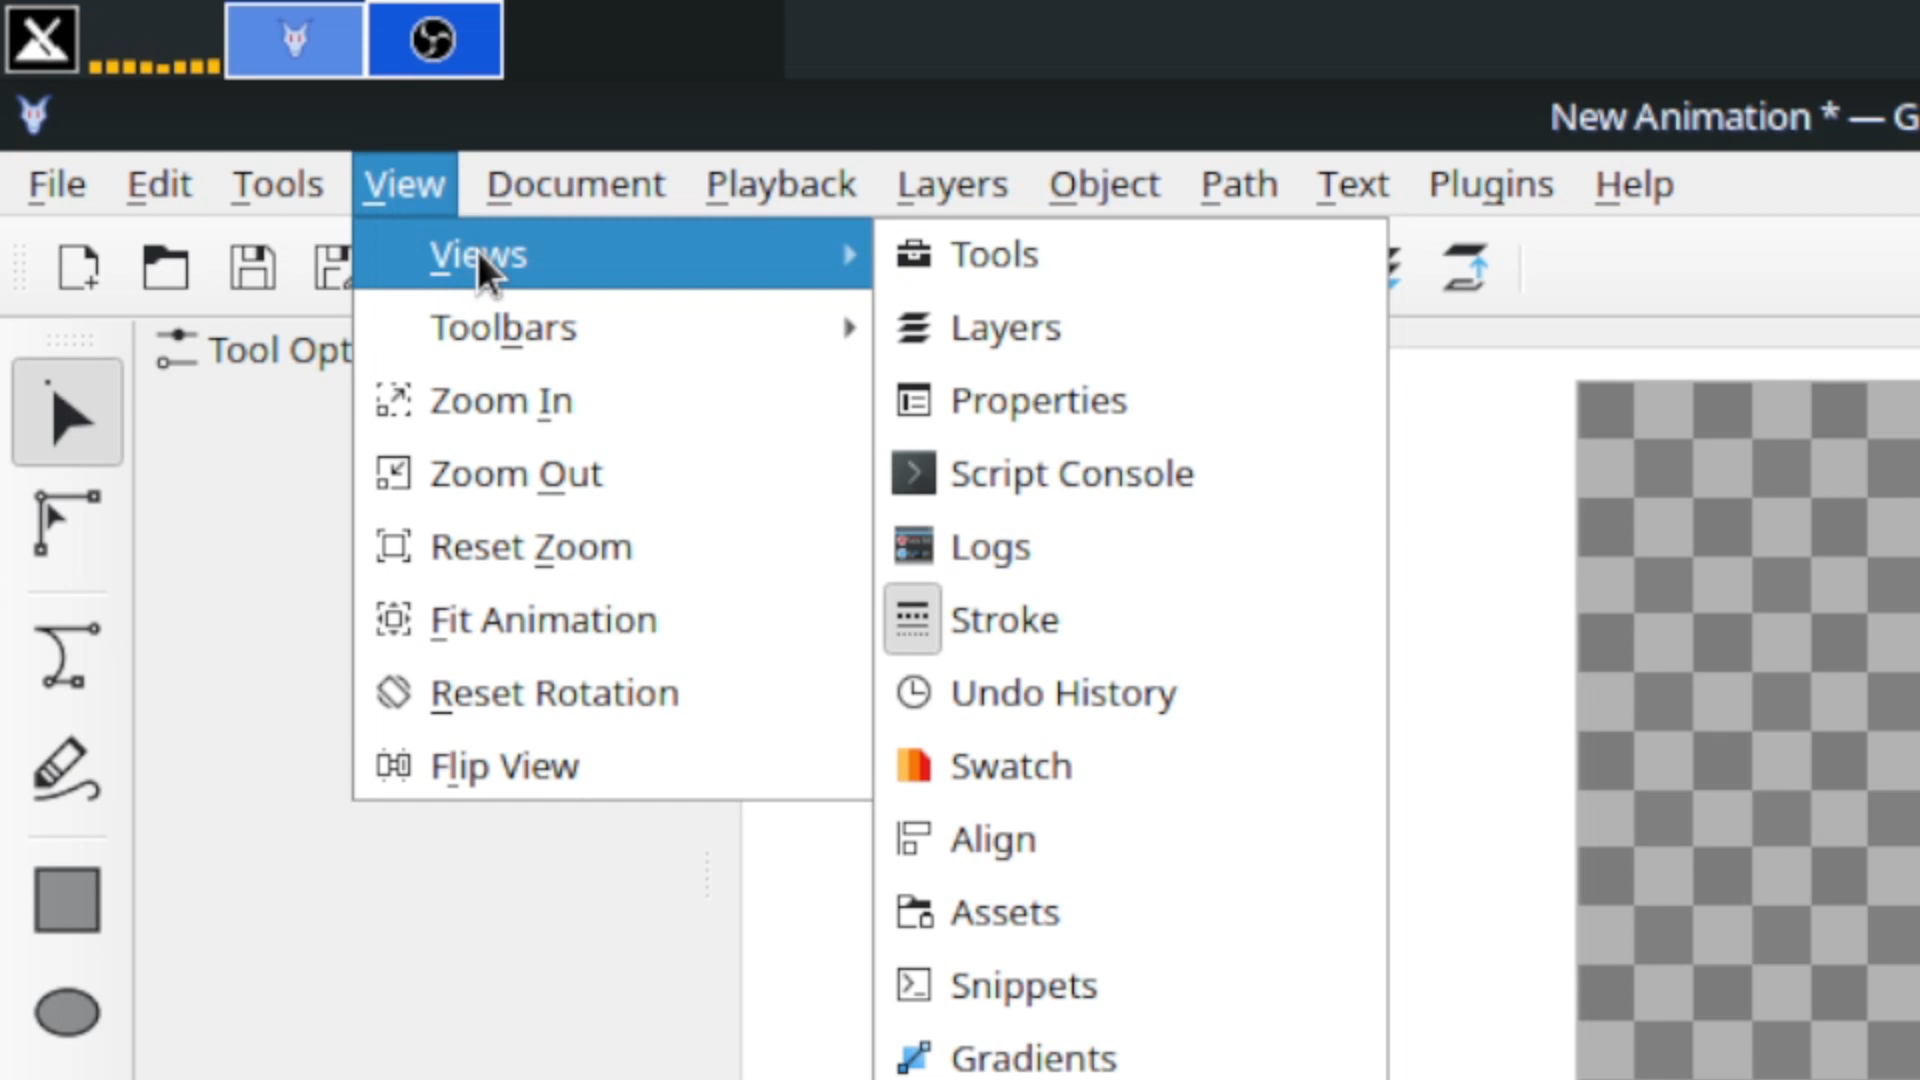 New Animation * — G
File Edit Tools View Document Playback Layers Object Path Text Plugins Help
Tool Opt
Views
Toolbars
Zoom In
Zoom Out
Reset Zoom
Fit Animation
Reset Rotation
Flip View
Tools
Layers
Properties
Script Console
Logs
Stroke
Undo History
Swatch
Align
Assets
Snippets
Gradients